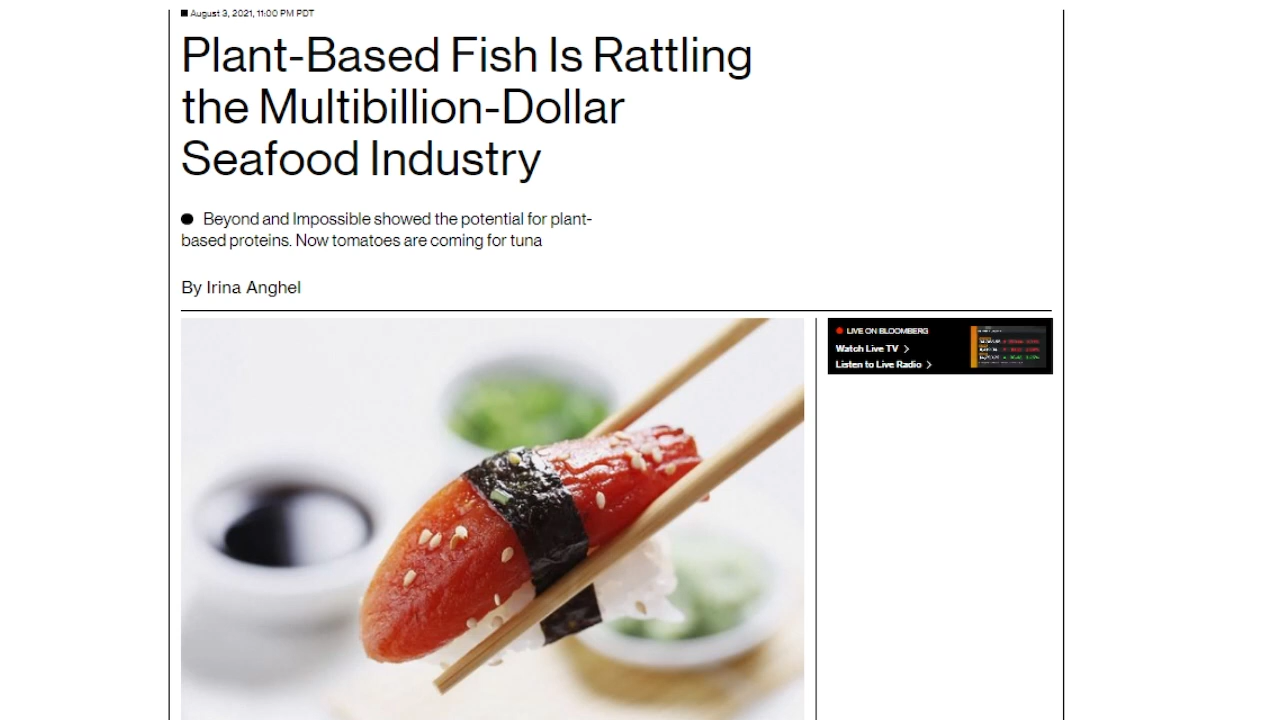 August 3, 2021, 11:00 PM PDT
Plant-Based Fish Is Rattling
the Multibillion-Dollar
Seafood Industry
Beyond and Impossible showed the potential for plant-
based proteins. Now tomatoes are coming for tuna
By Irina Anghel
LIVE ON BLOOMBERG
Watch Live TV
Listen to Live Radio